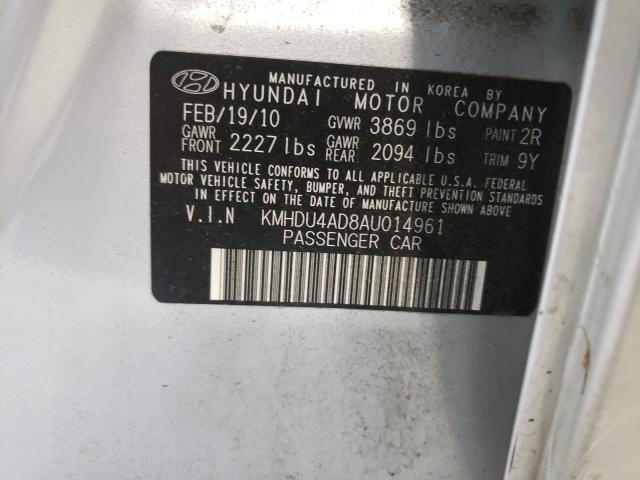 MANUFACTURED IN KOREA BY
HYUNDAI MOTOR COMPANY
FEB/19/10 GVWR 3869 lbs PAINT 2R
GAWR FRONT 2227 lbs GAWR REAR 2094 lbs TRIM 9Y
THIS VEHICLE CONFORMS TO ALL APPLICABLE U.S.A. FEDERAL
MOTOR VEHICLE SAFETY, BUMPER, AND THEFT PREVENTION STANDARDS
IN EFFECT ON THE DATE OF MANUFACTURE SHOWN ABOVE
V.I.N KMHDU4AD8AU014961
PASSENGER CAR